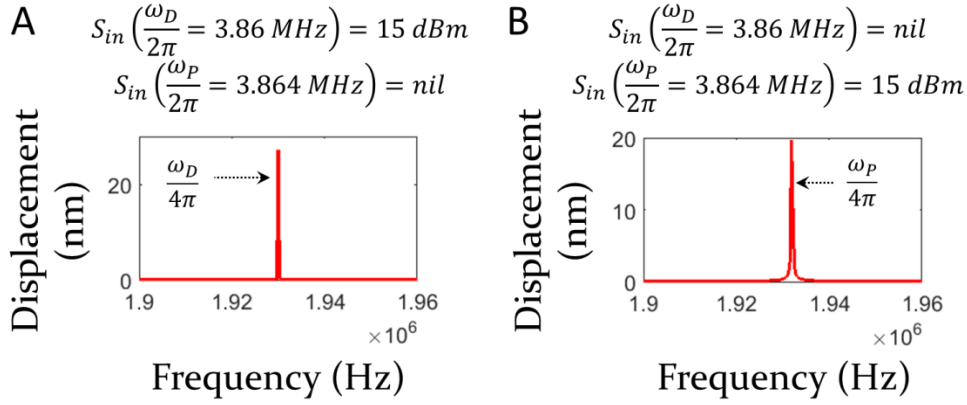 A
S_in (ω_D/2π = 3.86 MHz) = 15 dBm
S_in (ω_P/2π = 3.864 MHz) = nil
Displacement
(nm)
20
0
ω_D/4π
1.9 1.92 1.94 1.96
×10^6
Frequency (Hz)
B
S_in (ω_D/2π = 3.86 MHz) = nil
S_in (ω_P/2π = 3.864 MHz) = 15 dBm
Displacement
(nm)
20
10
0
ω_P/4π
1.9 1.92 1.94 1.96
×10^6
Frequency (Hz)